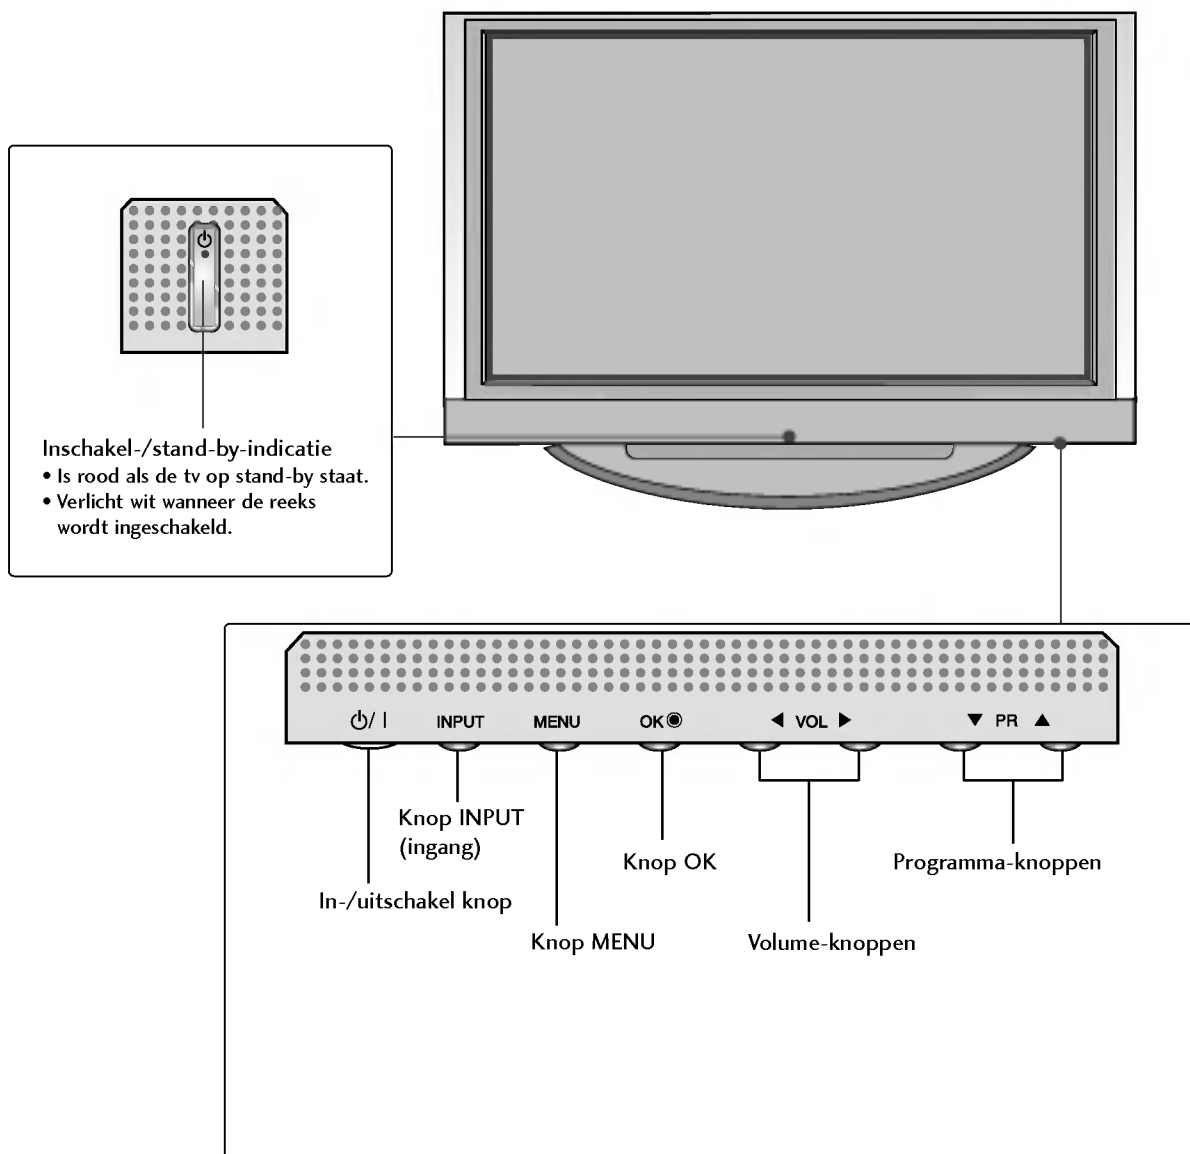 Inschakel-/stand-by-indicatie
• Is rood als de tv op stand-by staat.
• Verlicht wit wanneer de reeks
wordt ingeschakeld.
⏻/ I INPUT MENU OK◉ ◀ VOL ▶ ▼ PR ▲
Knop INPUT
(ingang)
Knop OK
Programma-knoppen
In-/uitschakel knop
Knop MENU
Volume-knoppen